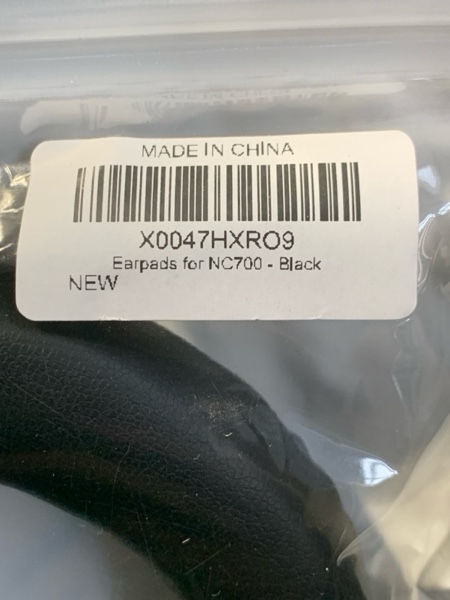 MADE IN CHINA
X0047HXRO9
Earpads for NC700 - Black
NEW